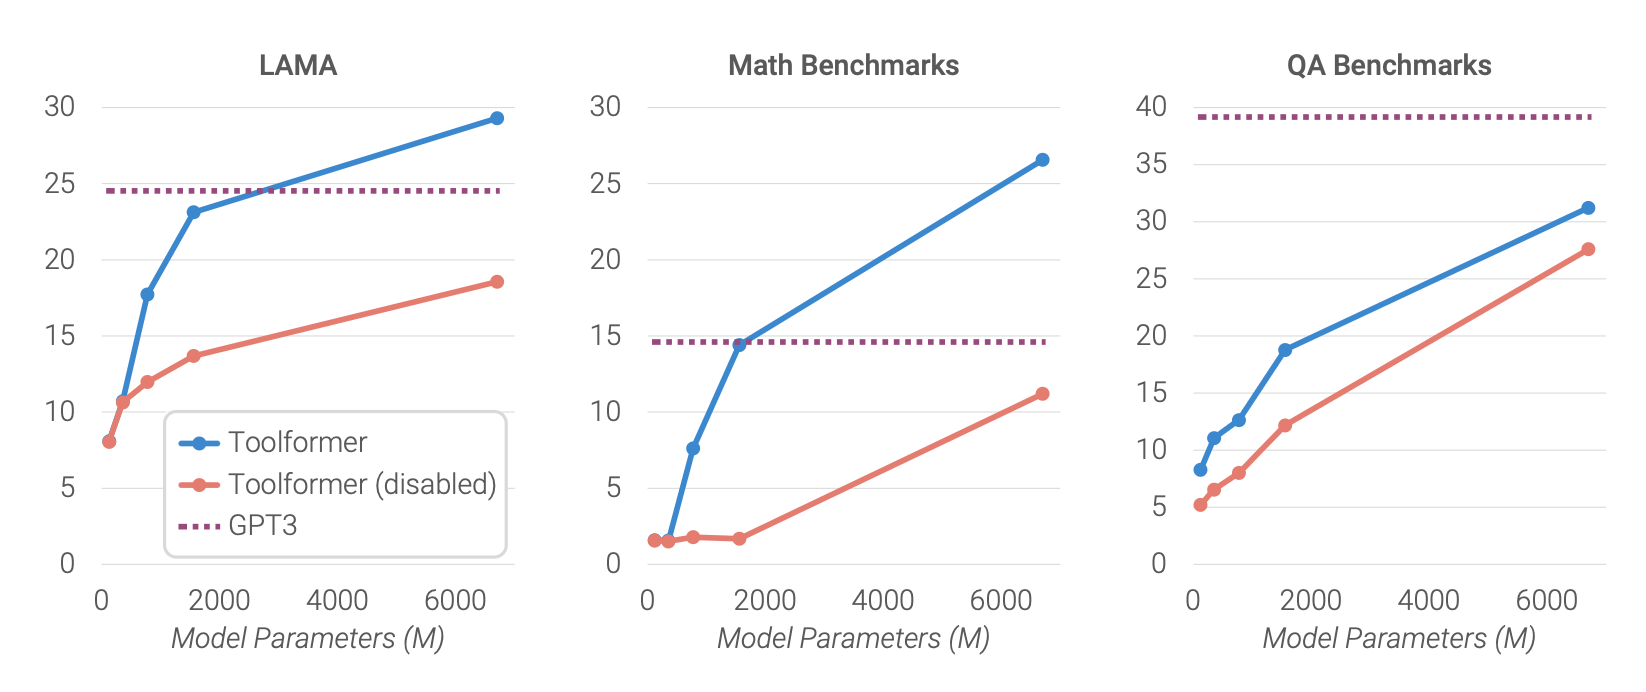 LAMA
30
25
20
15
10
5
0
0 2000 4000 6000
Model Parameters (M)
Toolformer
Toolformer (disabled)
GPT3
Math Benchmarks
30
25
20
15
10
5
0
0 2000 4000 6000
Model Parameters (M)
QA Benchmarks
40
35
30
25
20
15
10
5
0
0 2000 4000 6000
Model Parameters (M)